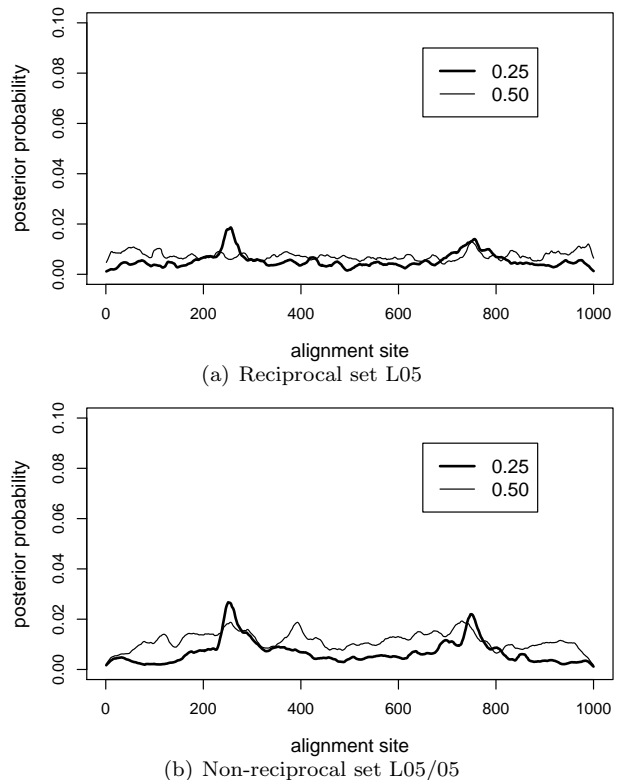 0.10
0.08
0.06
0.04
0.02
0.00
posterior probability
0.25
0.50
0 200 400 600 800 1000
alignment site
(a) Reciprocal set L05
0.10
0.08
0.06
0.04
0.02
0.00
posterior probability
0.25
0.50
0 200 400 600 800 1000
alignment site
(b) Non-reciprocal set L05/05